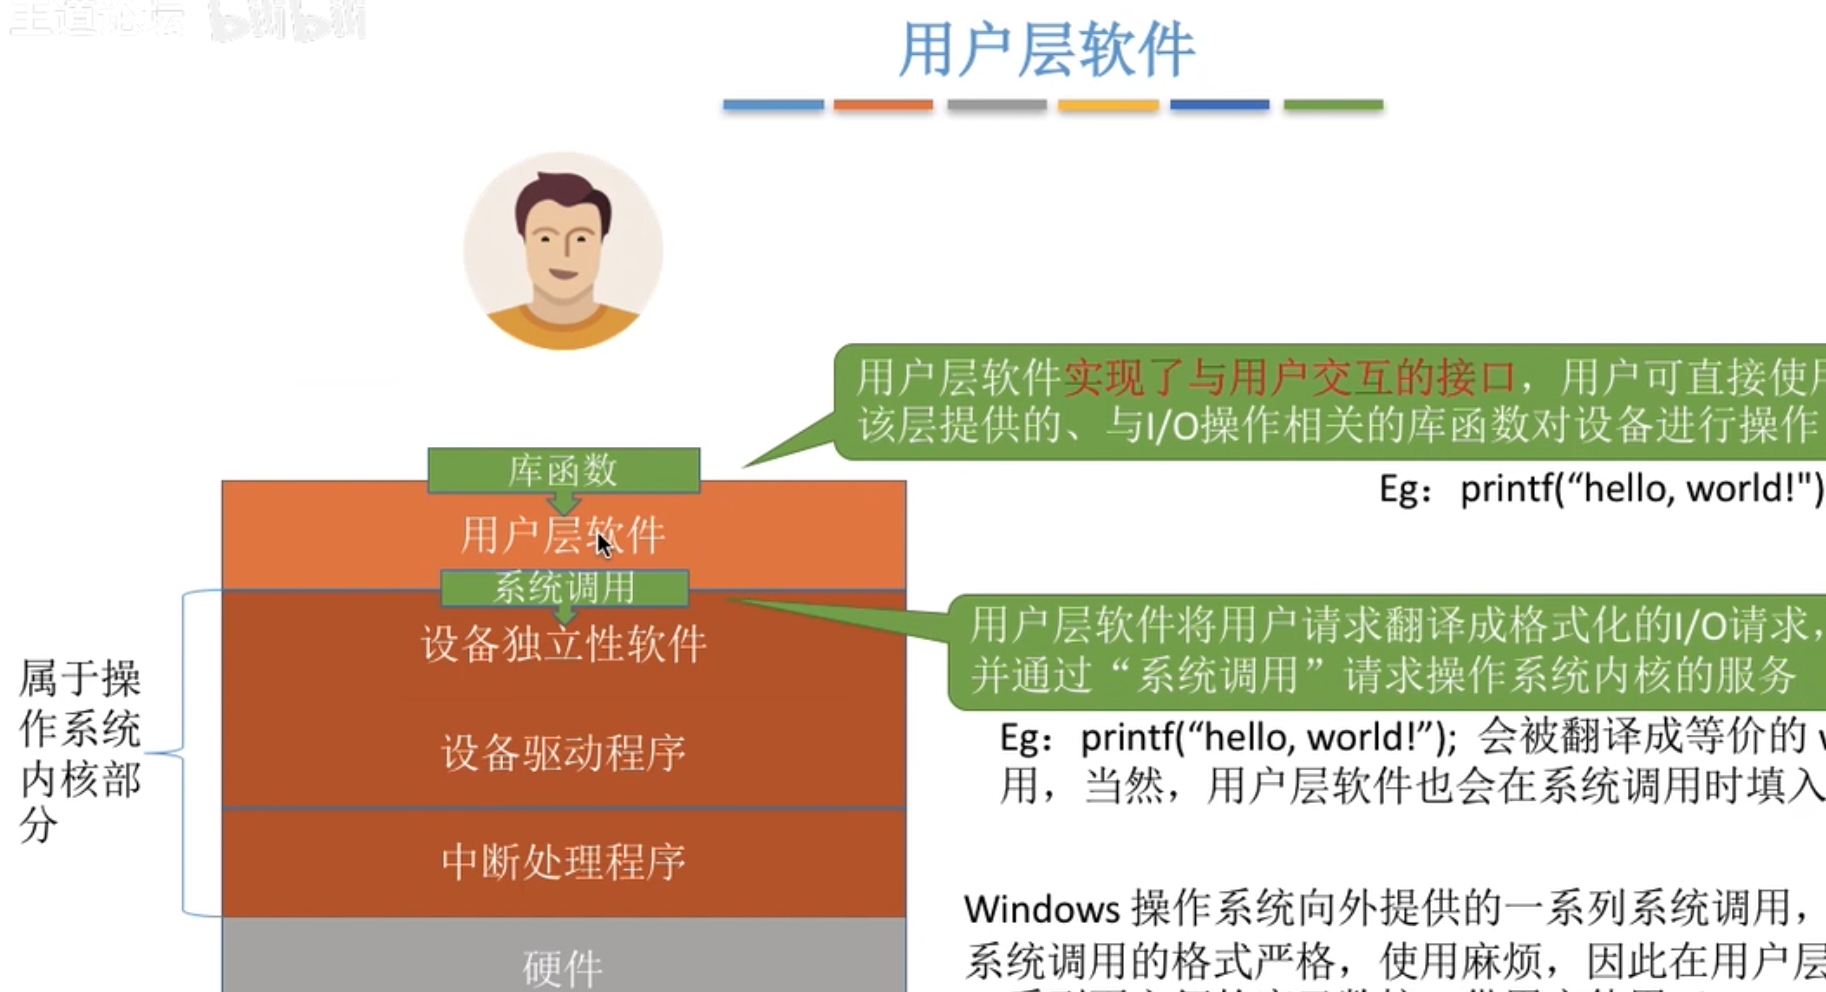 王道论坛 bilibili
用户层软件
用户层软件实现了与用户交互的接口，用户可直接使用
该层提供的、与I/O操作相关的库函数对设备进行操作
Eg：printf(“hello, world!")
库函数
用户层软件
系统调用
设备独立性软件
设备驱动程序
中断处理程序
硬件
属于操
作系统
内核部
分
用户层软件将用户请求翻译成格式化的I/O请求，
并通过“系统调用”请求操作系统内核的服务
Eg：printf(“hello, world!”); 会被翻译成等价的
用，当然，用户层软件也会在系统调用时填入
Windows 操作系统向外提供的一系列系统调用，
系统调用的格式严格，使用麻烦，因此在用户层